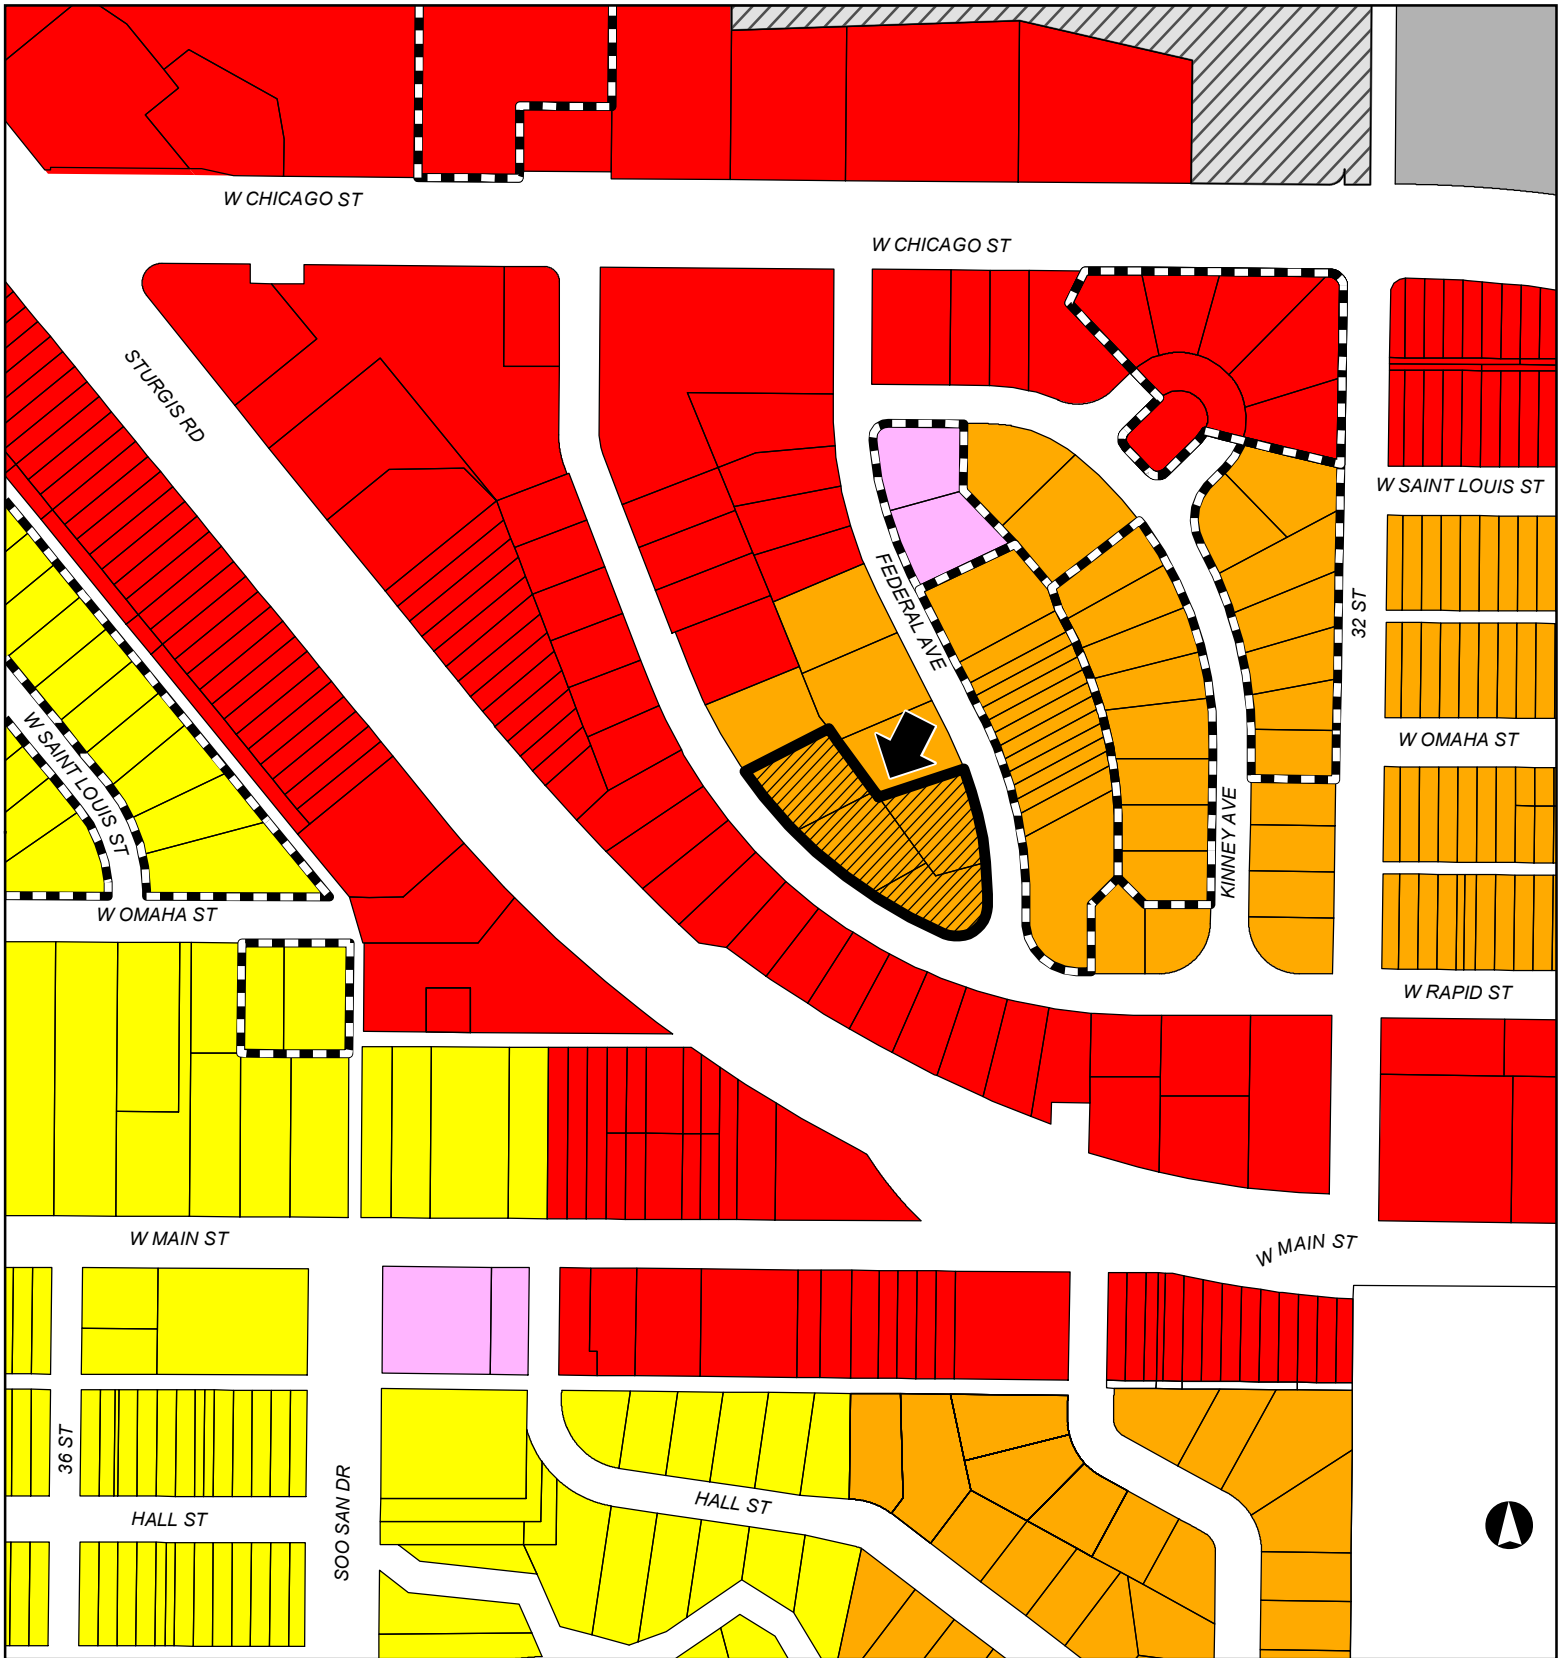 W CHICAGO ST
W CHICAGO ST
STURGIS RD
W SAINT LOUIS ST
FEDERAL AVE
32 ST
W SAINT LOUIS ST
W OMAHA ST
KINNEY AVE
W OMAHA ST
W RAPID ST
W MAIN ST
W MAIN ST
36 ST
SOO SAN DR
HALL ST
HALL ST